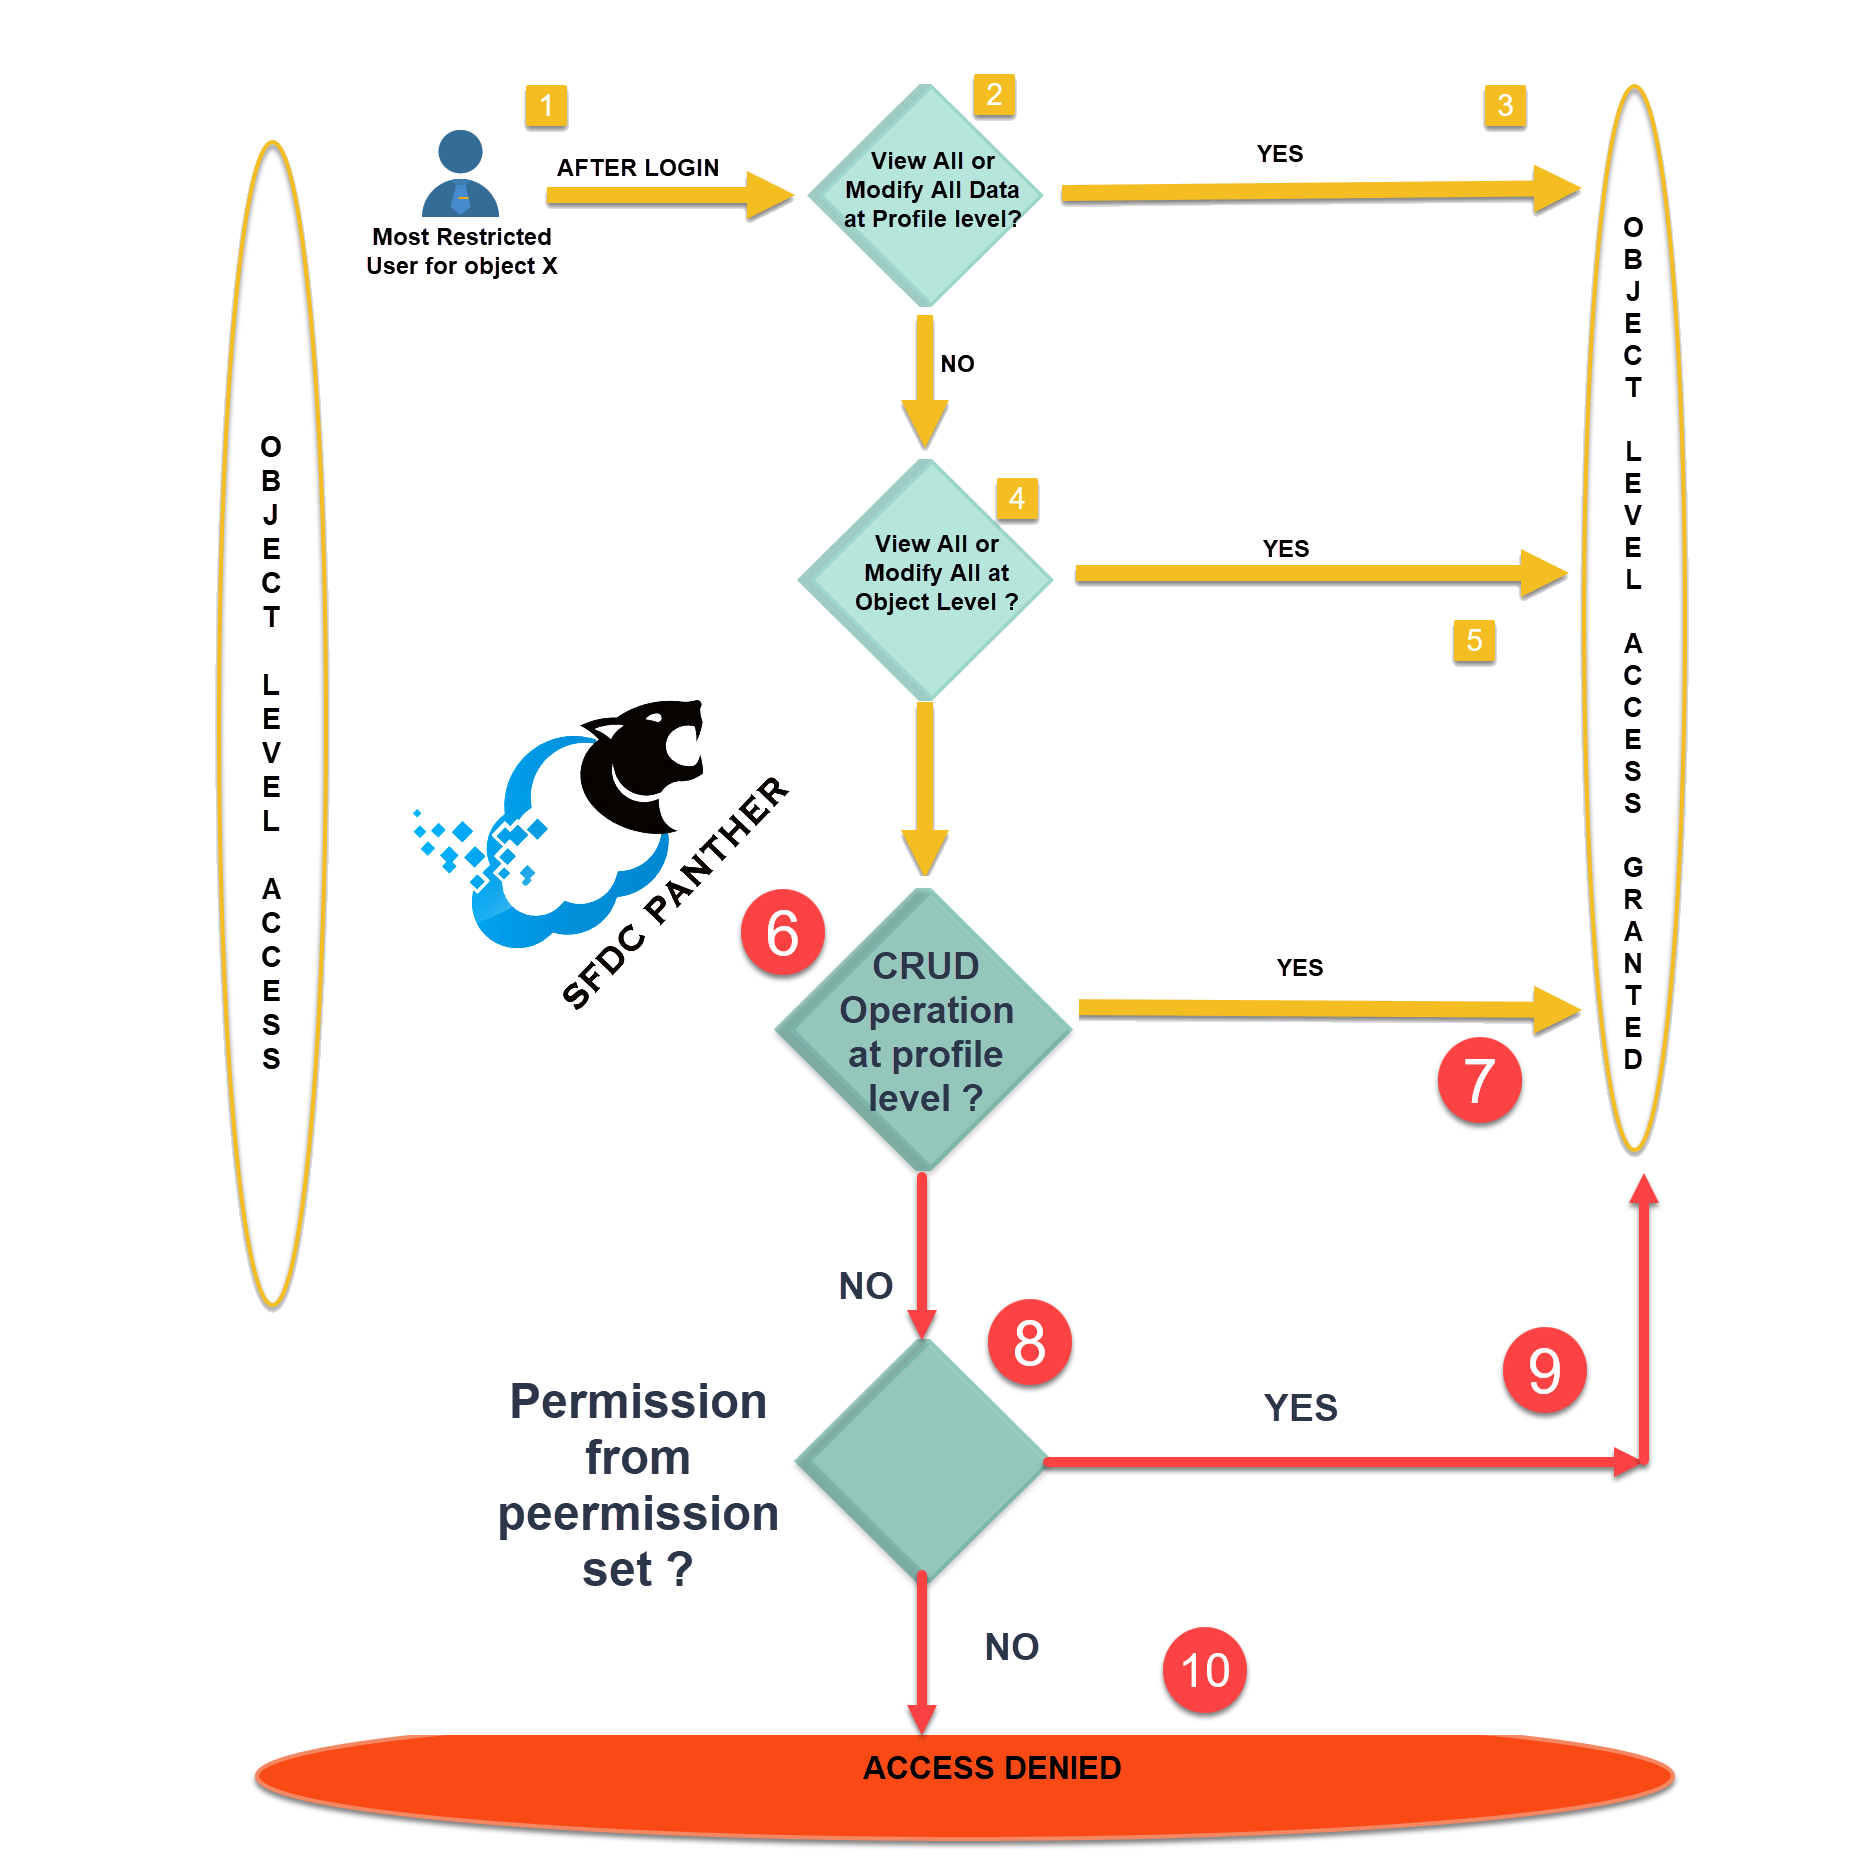 1
2
3
AFTER LOGIN
View All or
Modify All Data
at Profile level?
YES
Most Restricted
User for object X
NO
OBJECT LEVEL ACCESS
OBJECT LEVEL ACCESS GRANTED
4
View All or
Modify All at
Object Level ?
YES
5
SFDC PANTHER
6
CRUD
Operation
at profile
level ?
YES
7
NO
8
9
Permission
from
peermission
set ?
YES
NO
10
ACCESS DENIED